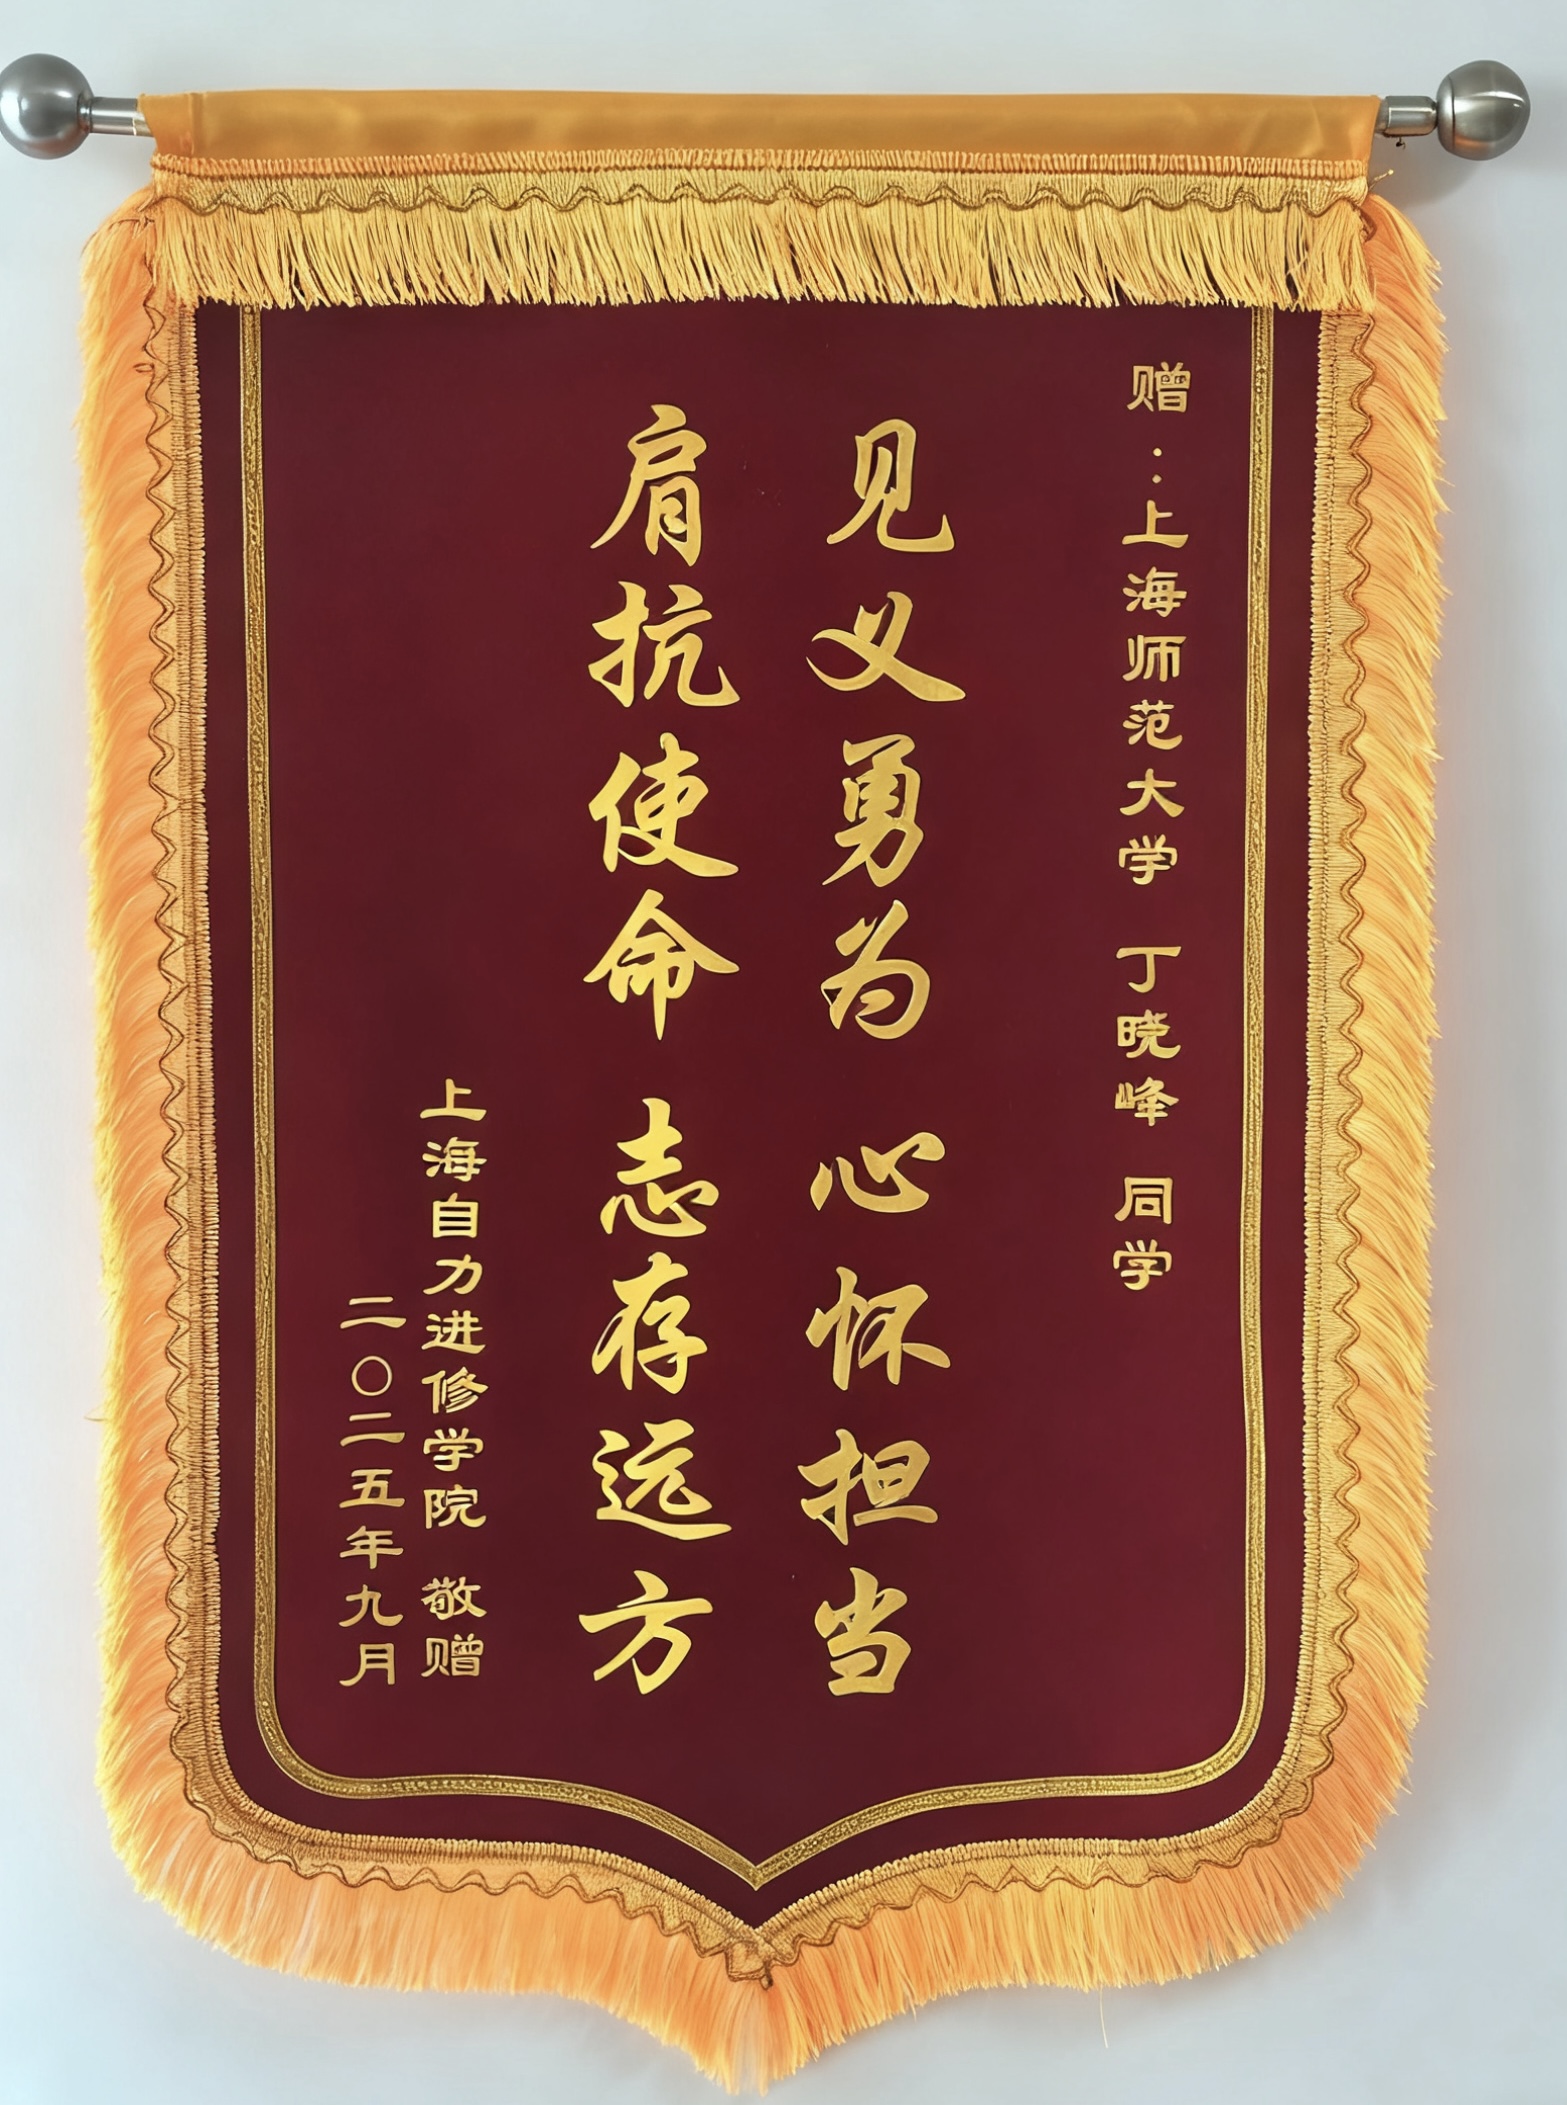 赠：上海师范大学 丁晓峰 同学
见义勇为 心怀担当
肩抗使命 志存远方
上海自力进修学院 敬赠
二〇二五年九月